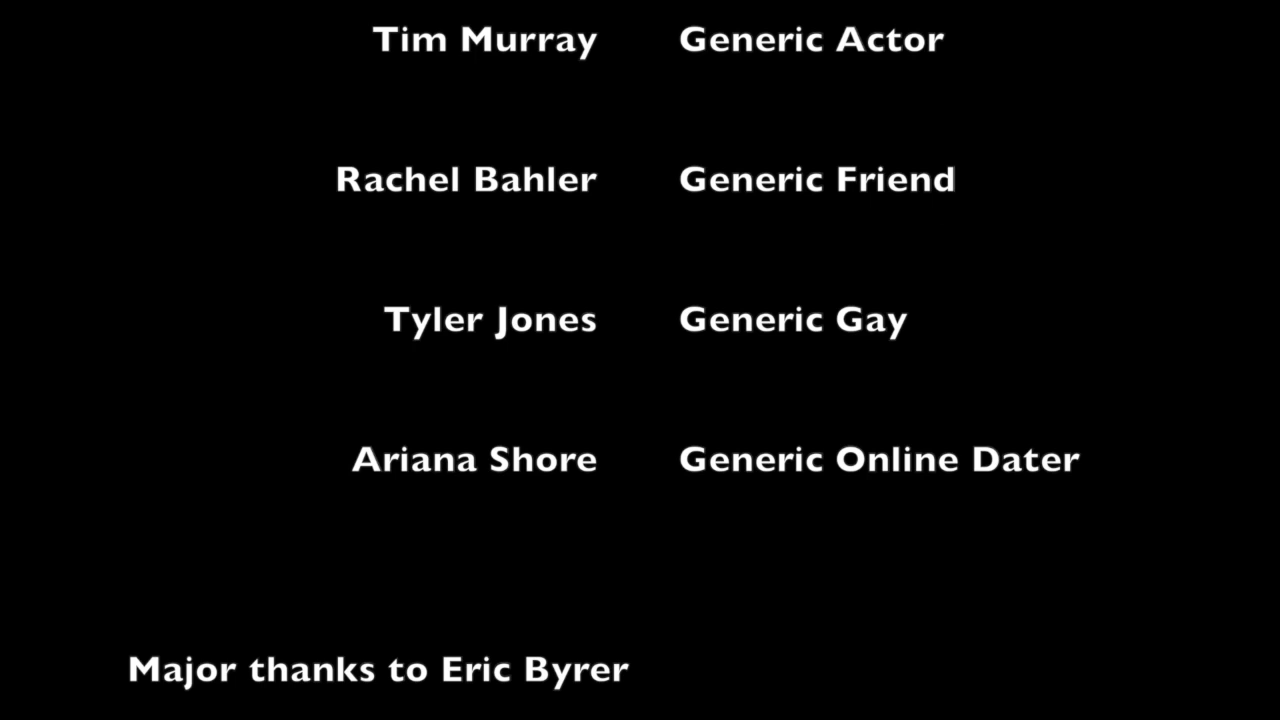 Tim Murray Generic Actor
Rachel Bahler Generic Friend
Tyler Jones Generic Gay
Ariana Shore Generic Online Dater
Major thanks to Eric Byrer